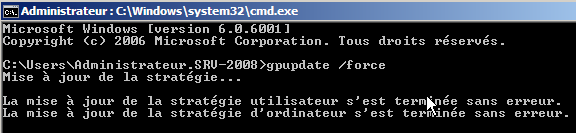 Administrateur : C:\Windows\system32\cmd.exe
Microsoft Windows [version 6.0.6001]
Copyright (c) 2006 Microsoft Corporation. Tous droits réservés.
C:\Users\Administrateur.SRV-2008>gpupdate /force
Mise à jour de la stratégie...
La mise à jour de la stratégie utilisateur s'est terminée sans erreur.
La mise à jour de la stratégie d'ordinateur s'est terminée sans erreur.